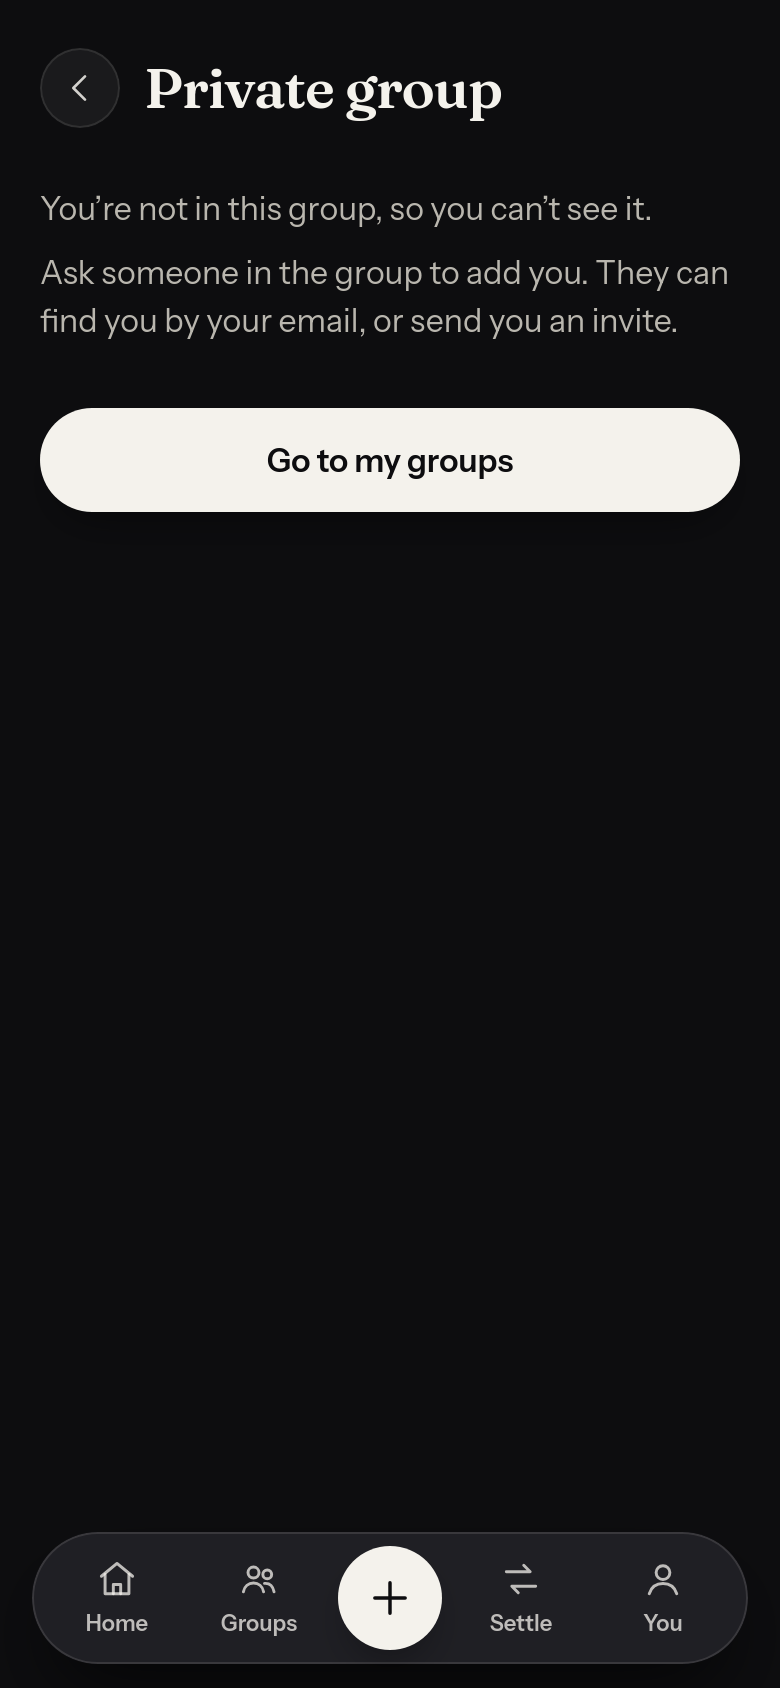 Private group
You’re not in this group, so you can’t see it.
Ask someone in the group to add you. They can
find you by your email, or send you an invite.
Go to my groups
Home
Groups
Settle
You